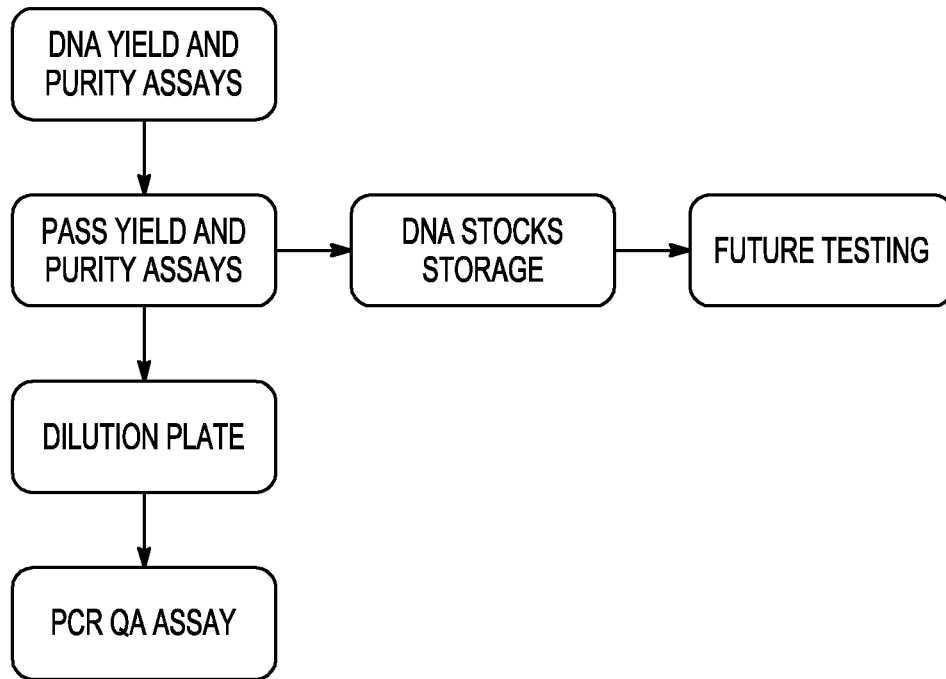 DNA YIELD AND
PURITY ASSAYS
PASS YIELD AND
PURITY ASSAYS
DNA STOCKS
STORAGE
FUTURE TESTING
DILUTION PLATE
PCR QA ASSAY